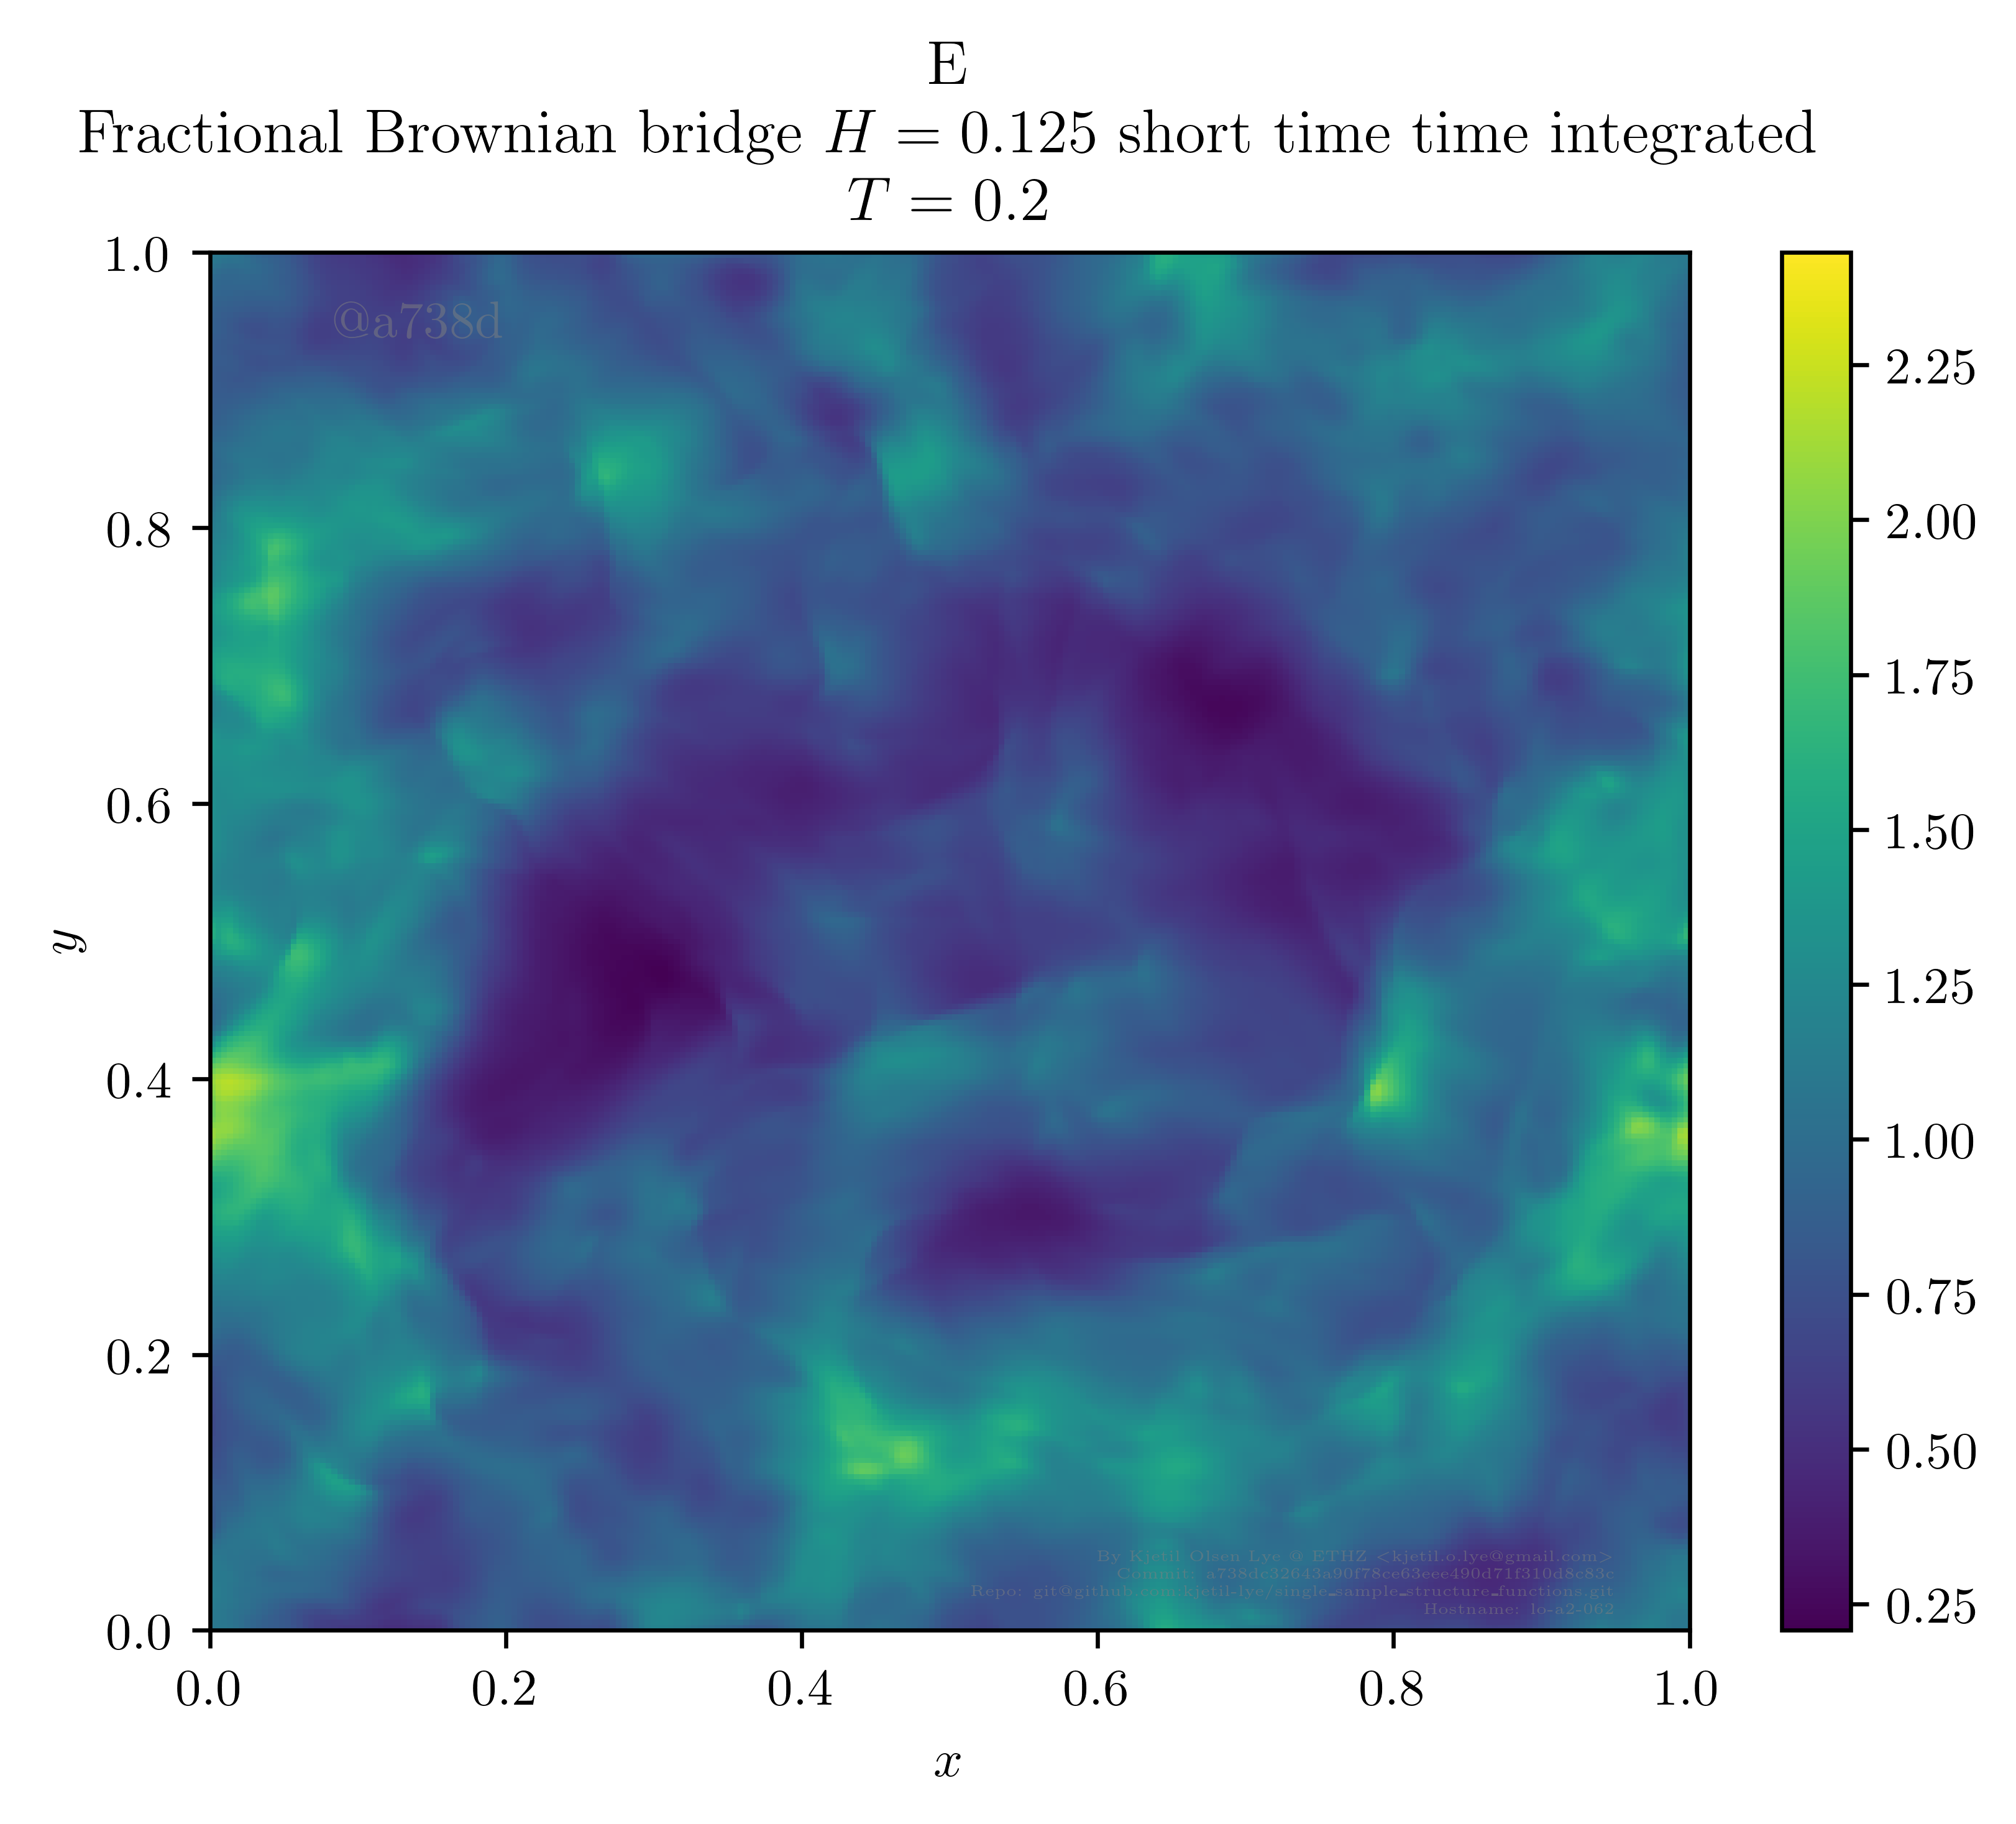 E
Fractional Brownian bridge H = 0.125 short time time integrated
T = 0.2
1.0
0.8
0.6
0.4
0.2
0.0
y
0.0 0.2 0.4 0.6 0.8 1.0
x
2.25
2.00
1.75
1.50
1.25
1.00
0.75
0.50
0.25
@a738d
By Kjetil Olsen Lye @ ETHZ <kjetil.o.lye@gmail.com>
Commit: a738dc32643a90f78ce63eee490d71f310d8c83c
Repo: git@github.com:kjetil-lye/single_sample_structure_functions.git
Hostname: lo-a2-062